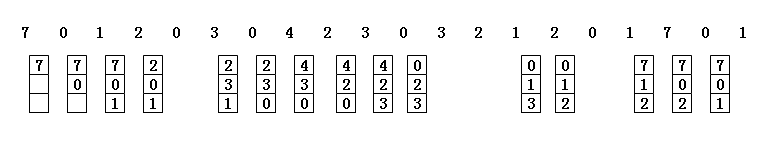 7 0 1 2 0 3 0 4 2 3 0 3 2 1 2 0 1 7 0 1
7 7 7 2 2 2 4 4 4 0 0 0 7 7 7
0 0 0 3 3 3 2 2 2 1 1 1 0 0
1 1 1 0 0 0 3 3 3 2 2 2 1